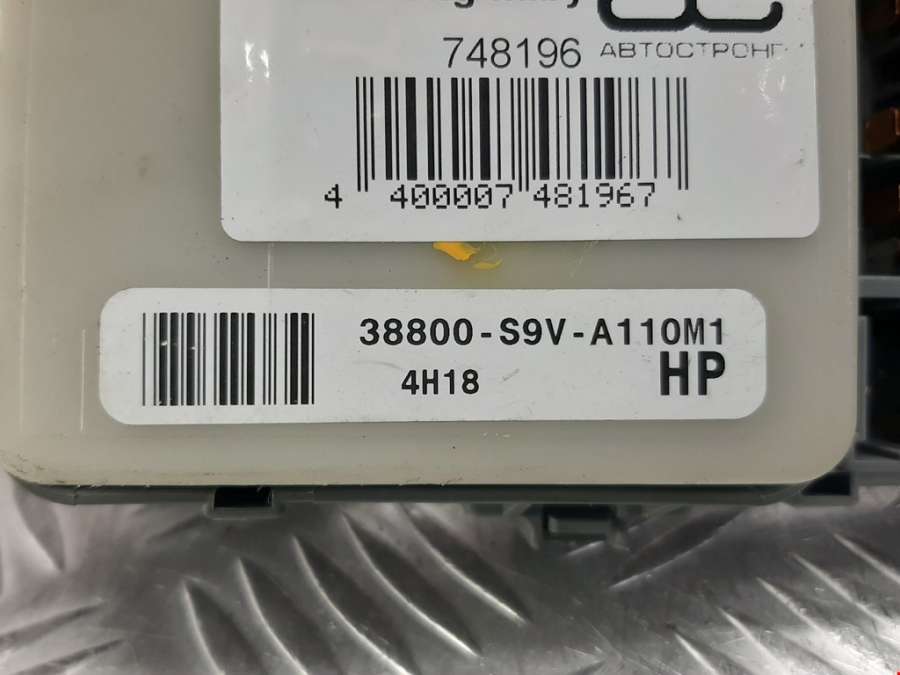 748196
АВТОСТРОНГ
4 400007 481967
38800-S9V-A110M1
4H18
HP